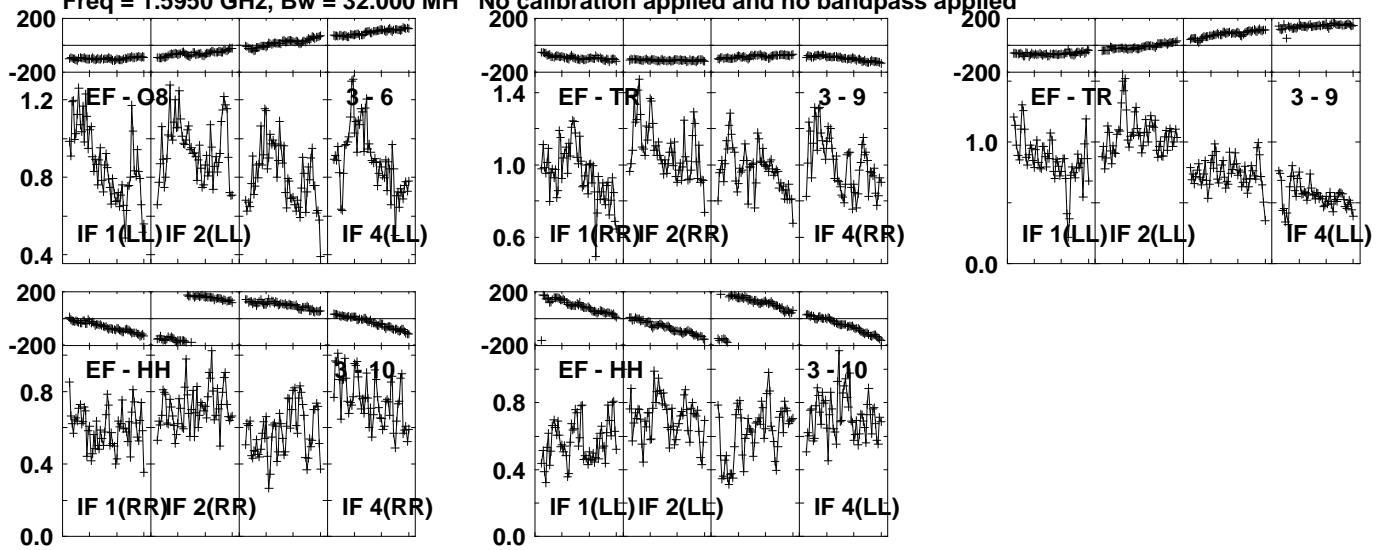 Freq = 1.5950 GHz, Bw = 32.000 MH No calibration applied and no bandpass applied
200
-200
EF - O8 3 - 6
1.2
0.8
0.4
IF 1(LL) IF 2(LL) IF 4(LL)
EF - TR 3 - 9
1.4
1.0
0.6
IF 1(RR) IF 2(RR) IF 4(RR)
200
-200
EF - TR 3 - 9
1.0
0.0
IF 1(LL) IF 2(LL) IF 4(LL)
200
-200
EF - HH 3 - 10
0.8
0.4
0.0
IF 1(RR) IF 2(RR) IF 4(RR)
200
-200
EF - HH 3 - 10
0.8
0.4
0.0
IF 1(LL) IF 2(LL) IF 4(LL)